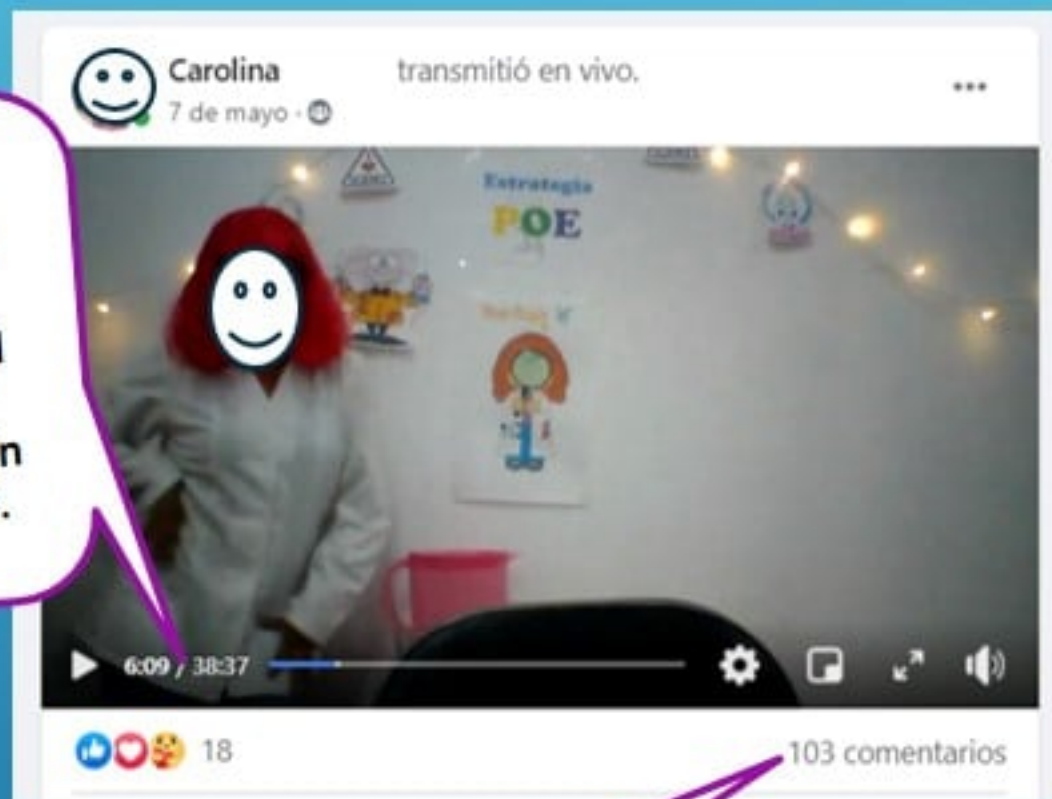 Carolina transmitió en vivo.
7 de mayo
n
.
Estrategia
POE
6:09 / 38:37
18
103 comentarios